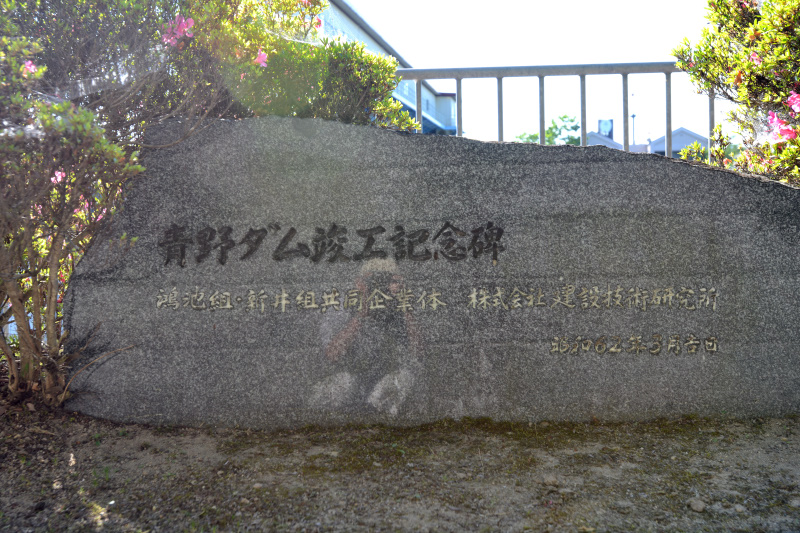 青野ダム竣工記念碑
鴻池組・新井組共同企業体 株式会社建設技術研究所
昭和62年3月吉日